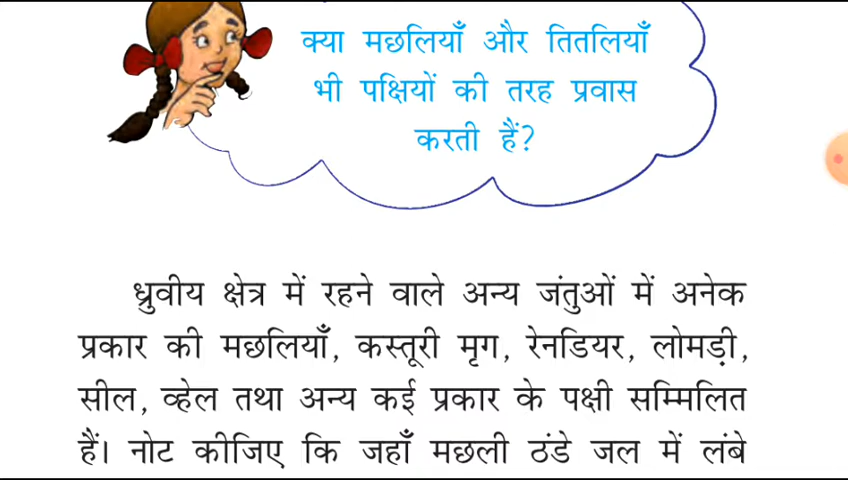 क्या मछलियाँ और तितलियाँ
भी पक्षियों की तरह प्रवास
करती हैं?
ध्रुवीय क्षेत्र में रहने वाले अन्य जंतुओं में अनेक
प्रकार की मछलियाँ, कस्तूरी मृग, रेनडियर, लोमड़ी,
सील, व्हेल तथा अन्य कई प्रकार के पक्षी सम्मिलित
हैं। नोट कीजिए कि जहाँ मछली ठंडे जल में लंबे